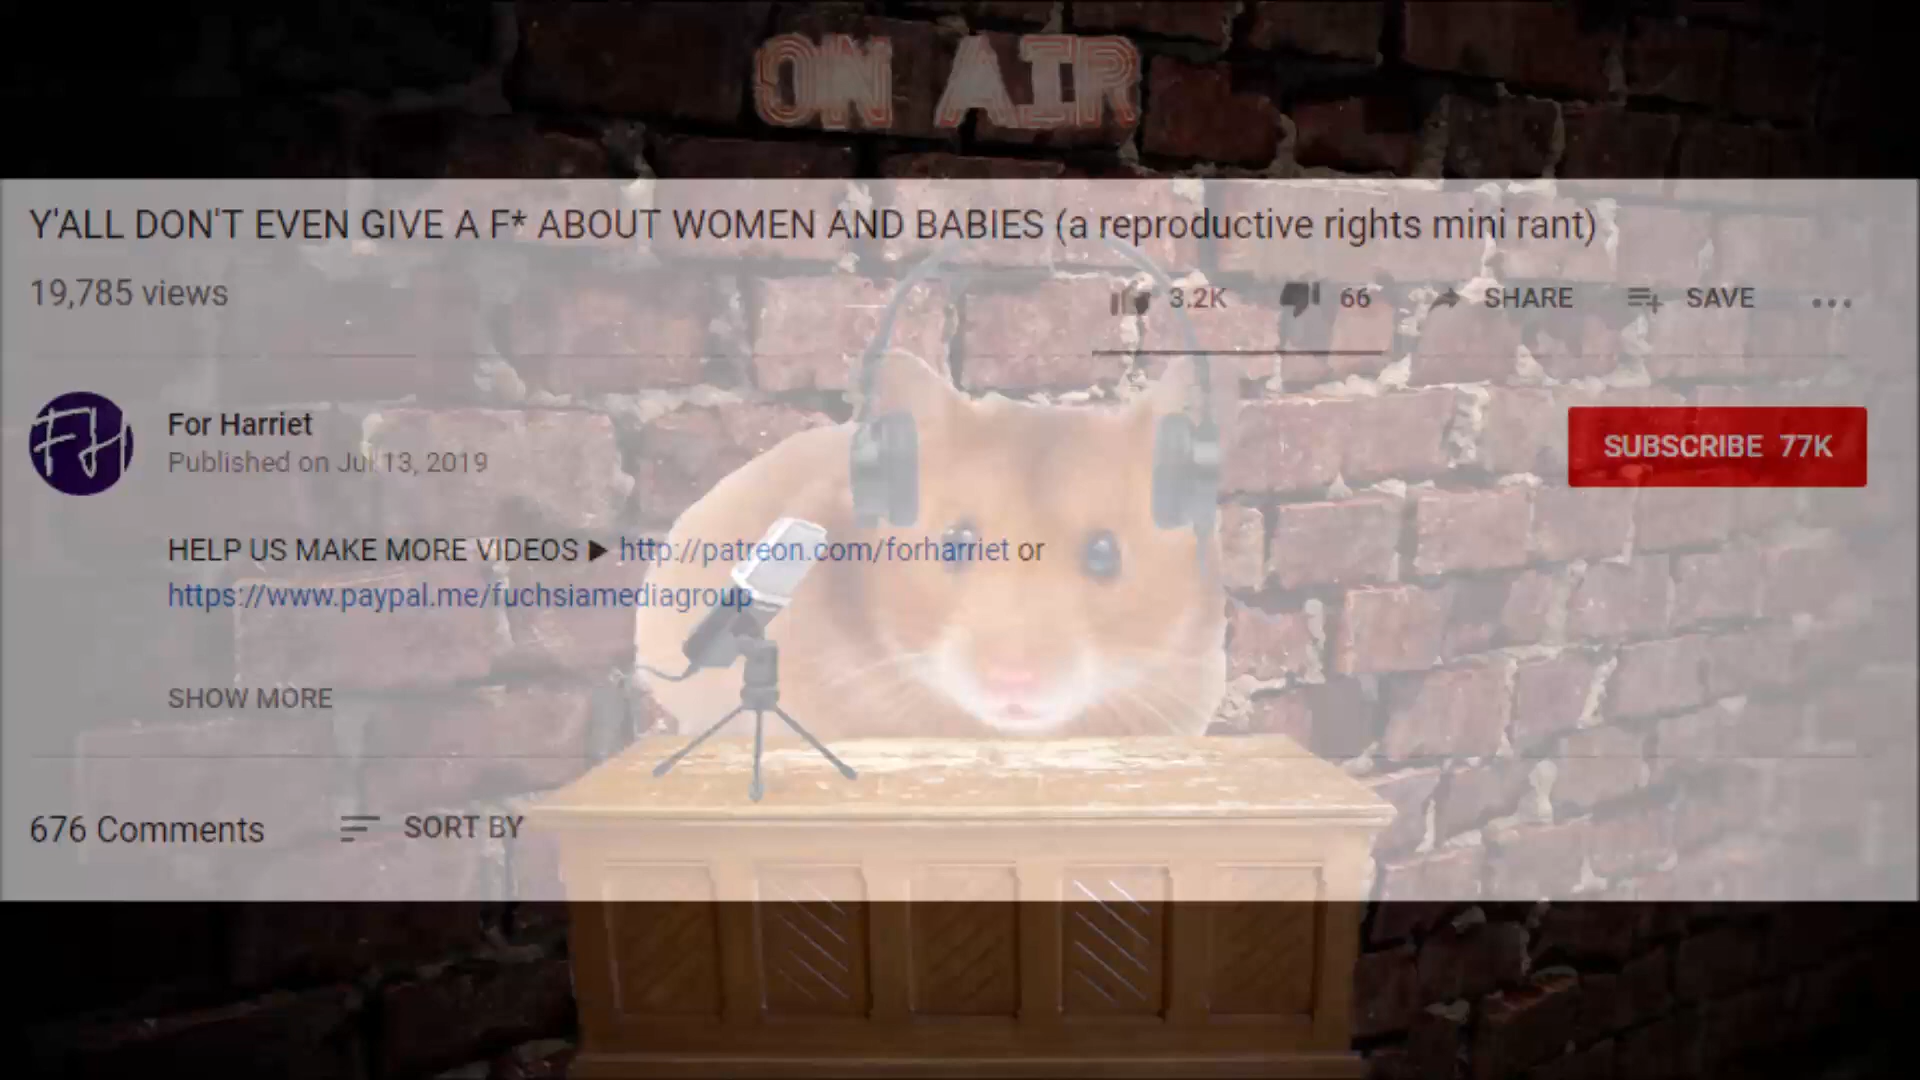 ON AIR
Y'ALL DON'T EVEN GIVE A F* ABOUT WOMEN AND BABIES (a reproductive rights mini rant)
19,785 views
3.2K 66 SHARE SAVE
FH
For Harriet
Published on Jul 13, 2019
SUBSCRIBE 77K
HELP US MAKE MORE VIDEOS ▶ http://patreon.com/forharriet or
https://www.paypal.me/fuchsiamediagroup
SHOW MORE
676 Comments SORT BY